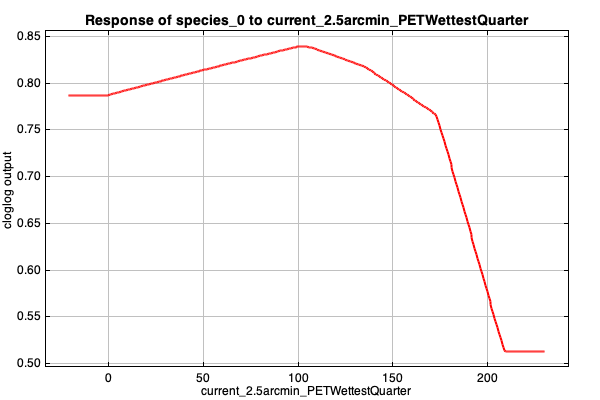 Response of species_0 to current_2.5arcmin_PETWettestQuarter
0.85
0.80
0.75
0.70
0.65
0.60
0.55
0.50
cloglog output
0 50 100 150 200
current_2.5arcmin_PETWettestQuarter